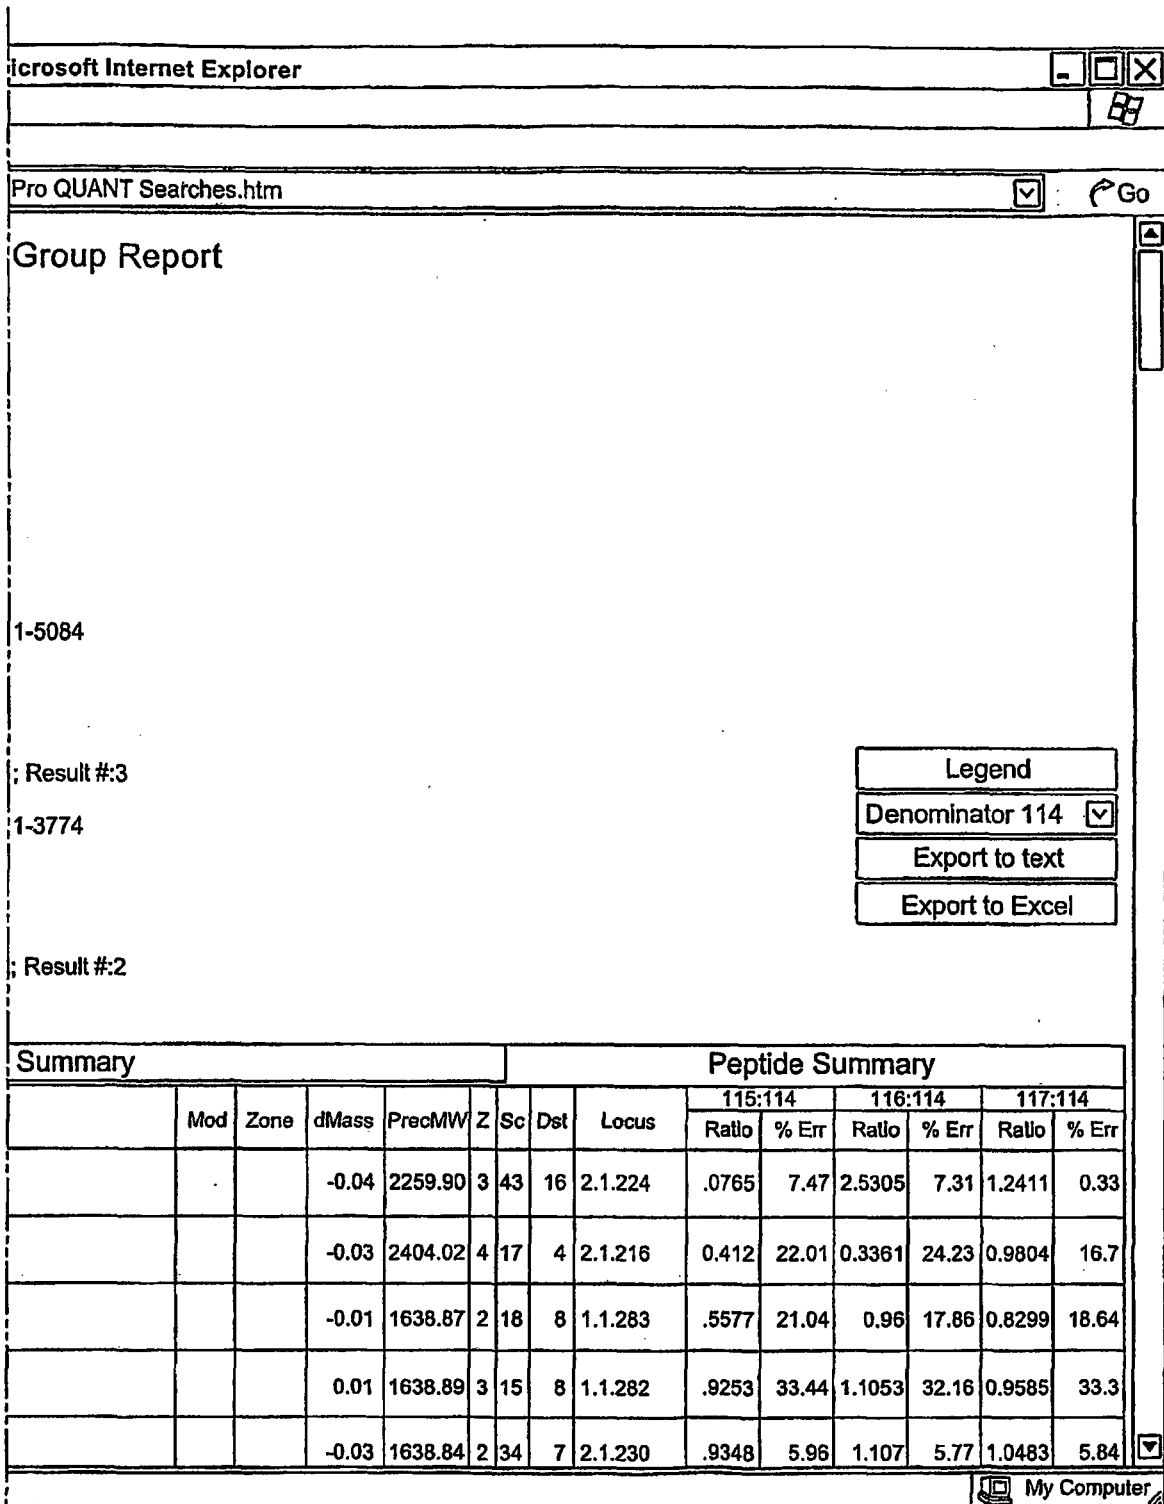 icrosoft Internet Explorer
Pro QUANT Searches.htm Go
Group Report
1-5084
; Result #:3
Legend
1-3774
Denominator 114
Export to text
Export to Excel
; Result #:2
Summary Peptide Summary
Mod Zone dMass PrecMW Z Sc Dst Locus 115:114 116:114 117:114
Ratio % Err Ratio % Err Ratio % Err
-0.04 2259.90 3 43 16 2.1.224 .0765 7.47 2.5305 7.31 1.2411 0.33
-0.03 2404.02 4 17 4 2.1.216 0.412 22.01 0.3361 24.23 0.9804 16.7
-0.01 1638.87 2 18 8 1.1.283 .5577 21.04 0.96 17.86 0.8299 18.64
0.01 1638.89 3 15 8 1.1.282 .9253 33.44 1.1053 32.16 0.9585 33.3
-0.03 1638.84 2 34 7 2.1.230 .9348 5.96 1.107 5.77 1.0483 5.84
My Computer